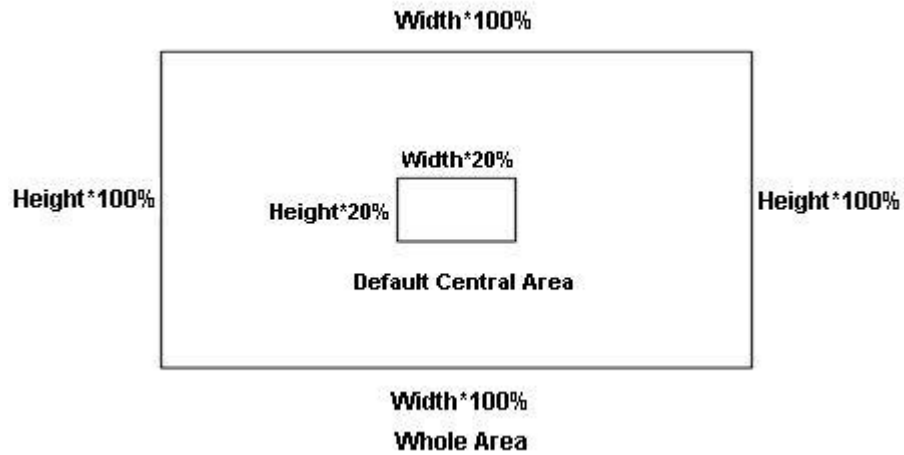 Width*100%
Width*20%
Height*100%
Height*100%
Height*20%
Default Central Area
Width*100%
Whole Area